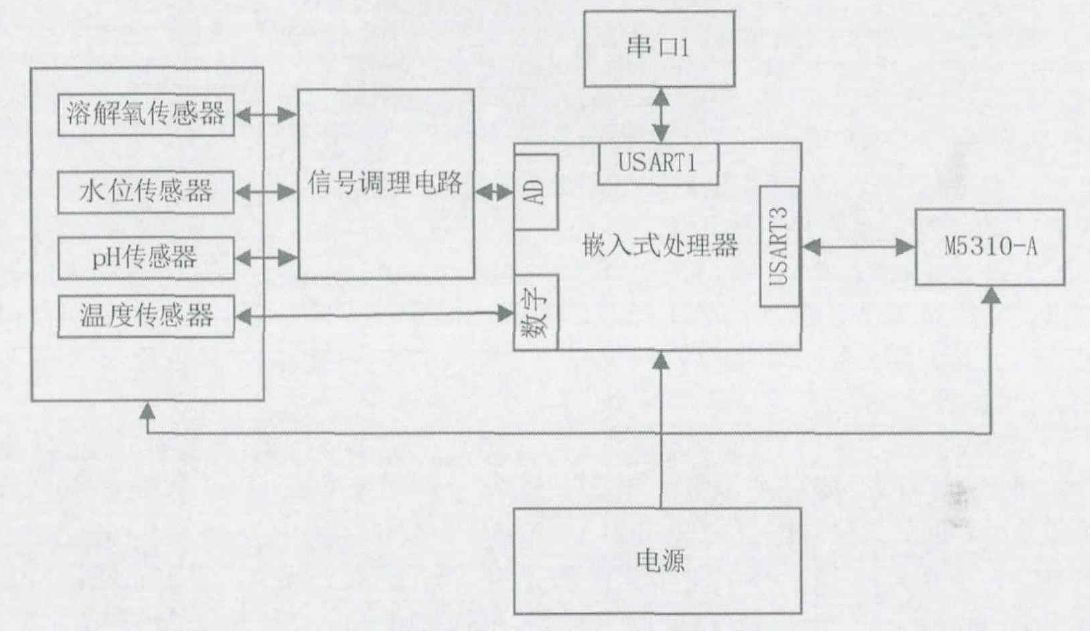 串口1
溶解氧传感器
水位传感器
pH传感器
温度传感器
信号调理电路
AD
数字
USART1
嵌入式处理器
USART3
M5310-A
电源